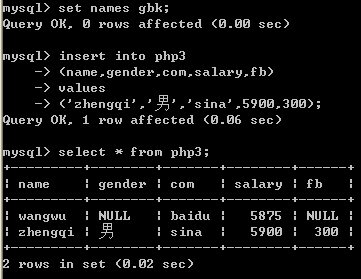 mysql> set names gbk;
Query OK, 0 rows affected (0.00 sec)
mysql> insert into php3
    -> (name,gender,com,salary,fb)
    -> values
    -> ('zhengqi','男','sina',5900,300);
Query OK, 1 row affected (0.06 sec)
mysql> select * from php3;
+----------+--------+-------+--------+------+
| name     | gender | com   | salary | fb   |
+----------+--------+-------+--------+------+
| wangwu   | NULL   | baidu |   5875 | NULL |
| zhengqi  | 男     | sina  |   5900 |  300 |
+----------+--------+-------+--------+------+
2 rows in set (0.02 sec)